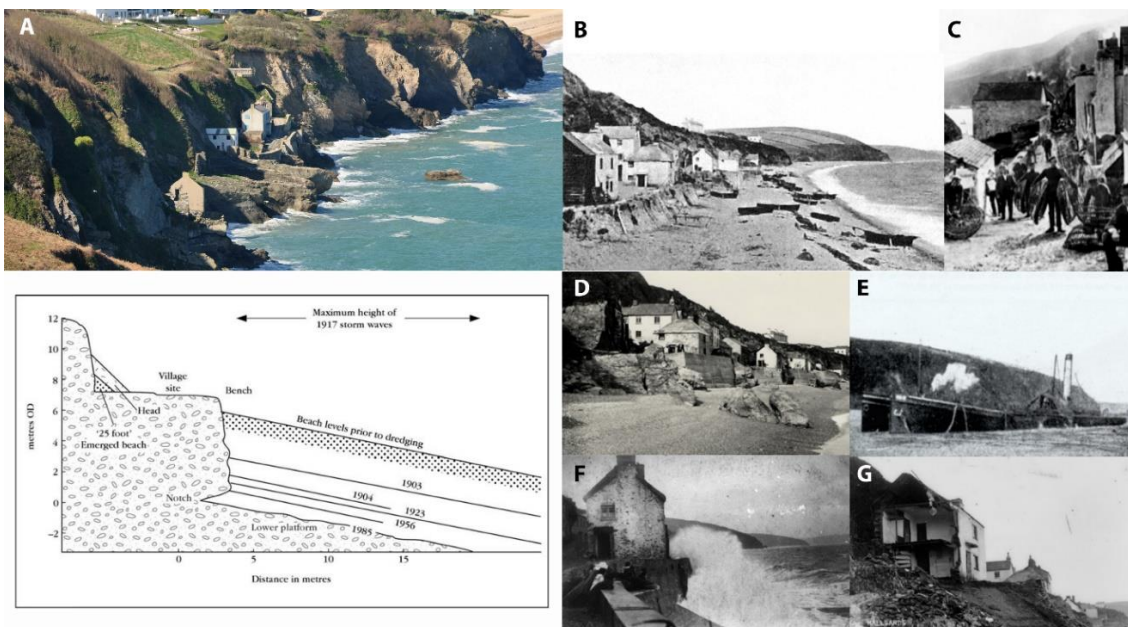 A
B
C
Maximum height of
1917 storm waves
12
10
8
6
4
2
0
−2
metres OD
Village
site
Bench
Head
'25 foot'
Emerged beach
Beach levels prior to dredging
1903
1904
1923
1956
1985
Notch
Lower platform
0
5
10
15
Distance in metres
D
E
F
G
HALLSANDS